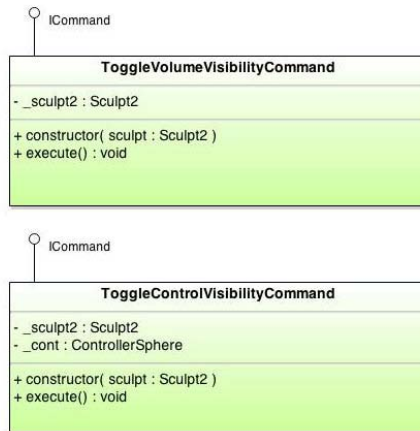 ICommand
ToggleVolumeVisibilityCommand
- _sculpt2 : Sculpt2
+ constructor( sculpt : Sculpt2 )
+ execute() : void
ICommand
ToggleControlVisibilityCommand
- _sculpt2 : Sculpt2
- _cont : ControllerSphere
+ constructor( sculpt : Sculpt2 )
+ execute() : void